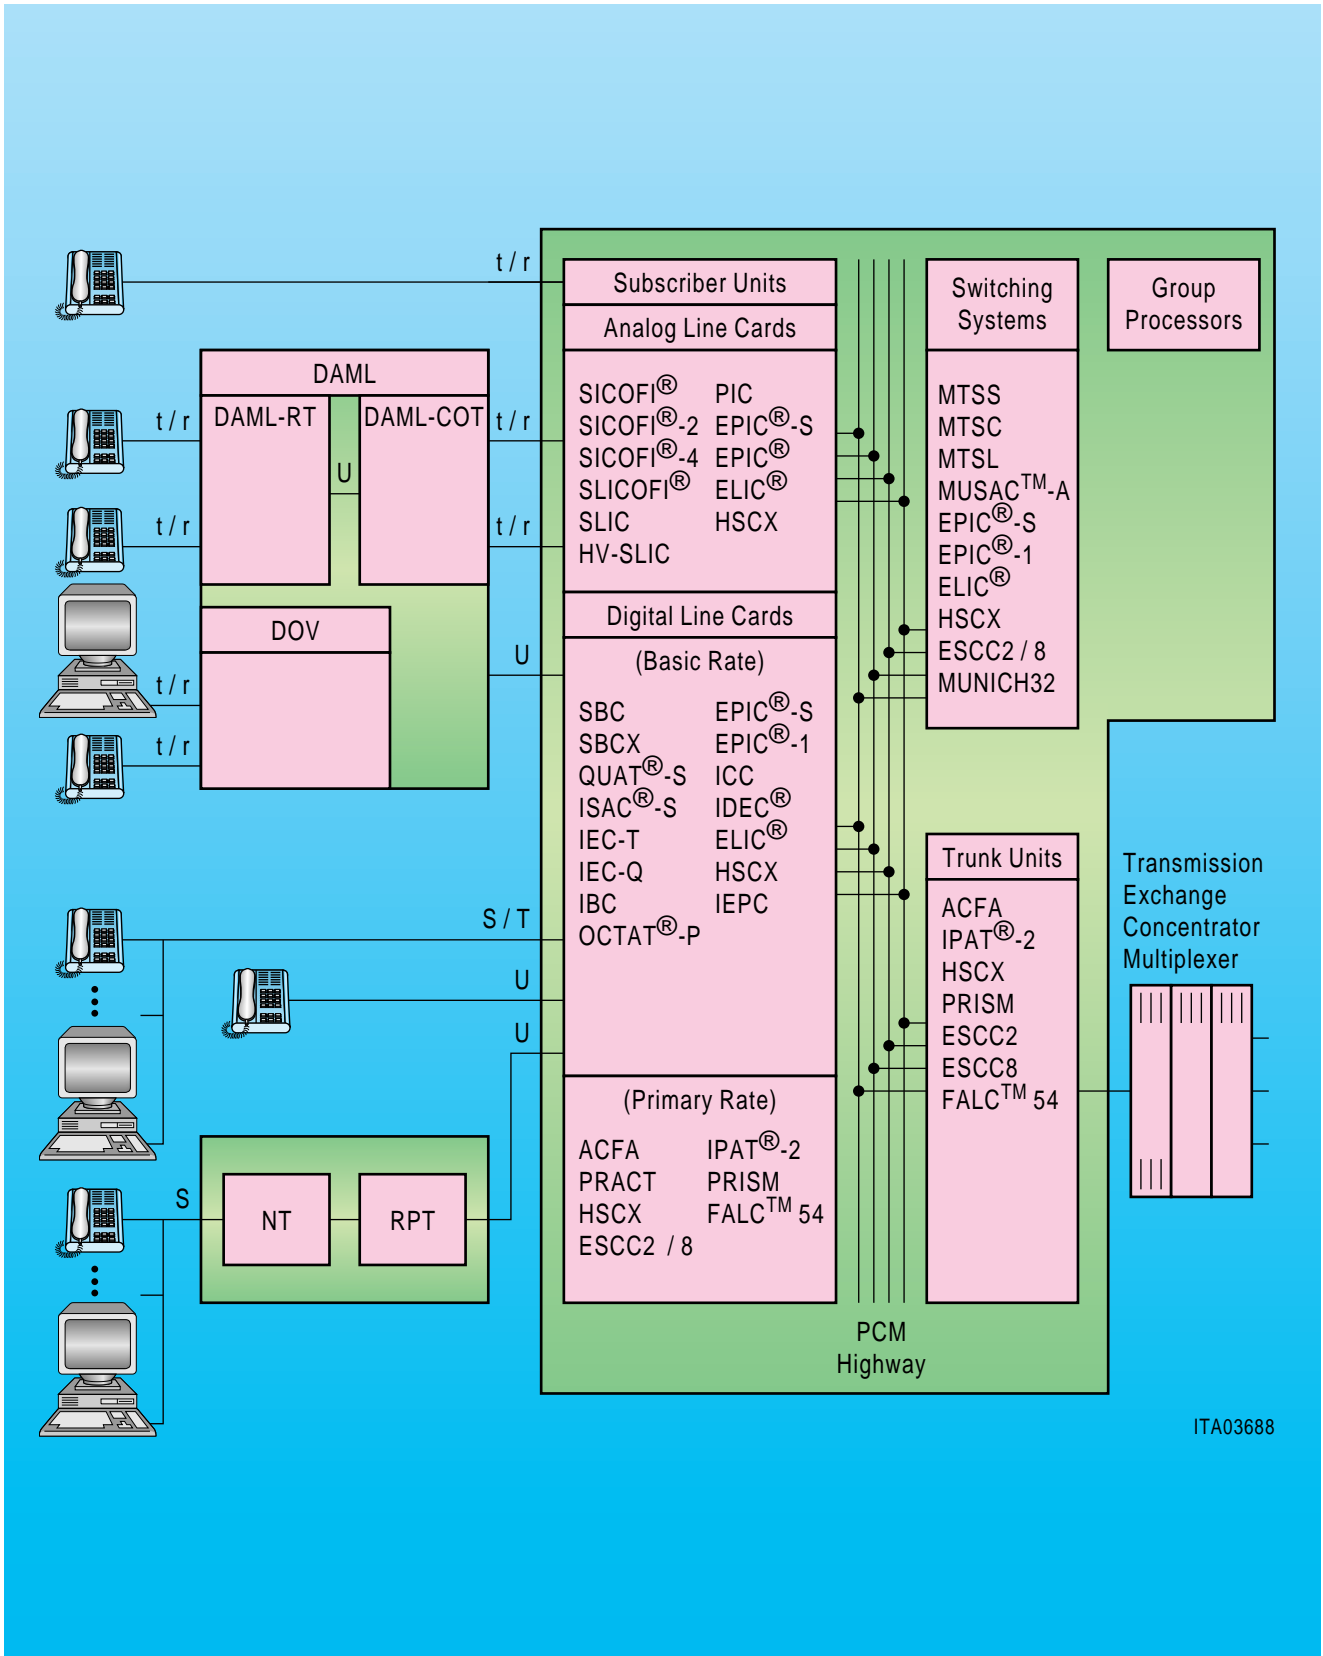 t / r
Subscriber Units
Analog Line Cards
SICOFI® PIC
SICOFI®-2 EPIC®-S
SICOFI®-4 EPIC®
SLICOFI® ELIC®
SLIC HSCX
HV-SLIC
Switching
Systems
MTSS
MTSC
MTSL
MUSAC™-A
EPIC®-S
EPIC®-1
ELIC®
HSCX
ESCC2 / 8
MUNICH32
Group
Processors
DAML
DAML-RT
DAML-COT
t / r
t / r
U
t / r
t / r
DOV
t / r
t / r
U
Digital Line Cards
(Basic Rate)
SBC EPIC®-S
SBCX EPIC®-1
QUAT®-S ICC
ISAC®-S IDEC®
IEC-T ELIC®
IEC-Q HSCX
IBC IEPC
OCTAT®-P
S / T
U
U
Trunk Units
ACFA
IPAT®-2
HSCX
PRISM
ESCC2
ESCC8
FALC™ 54
Transmission
Exchange
Concentrator
Multiplexer
(Primary Rate)
ACFA IPAT®-2
PRACT PRISM
HSCX FALC™ 54
ESCC2 / 8
S
NT
RPT
PCM
Highway
ITA03688